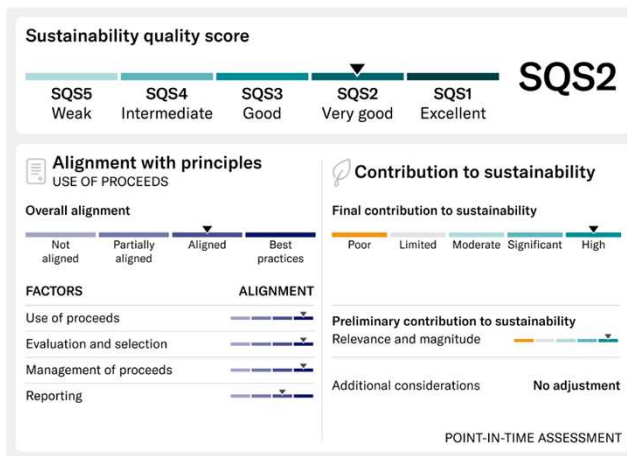 Sustainability quality score
SQS2
SQS5 SQS4 SQS3 SQS2 SQS1
Weak Intermediate Good Very good Excellent
Alignment with principles
USE OF PROCEEDS
Overall alignment
Not aligned
Partially aligned
Aligned
Best practices
FACTORS ALIGNMENT
Use of proceeds
Evaluation and selection
Management of proceeds
Reporting
Contribution to sustainability
Final contribution to sustainability
Poor Limited Moderate Significant High
Preliminary contribution to sustainability
Relevance and magnitude
Additional considerations No adjustment
POINT-IN-TIME ASSESSMENT